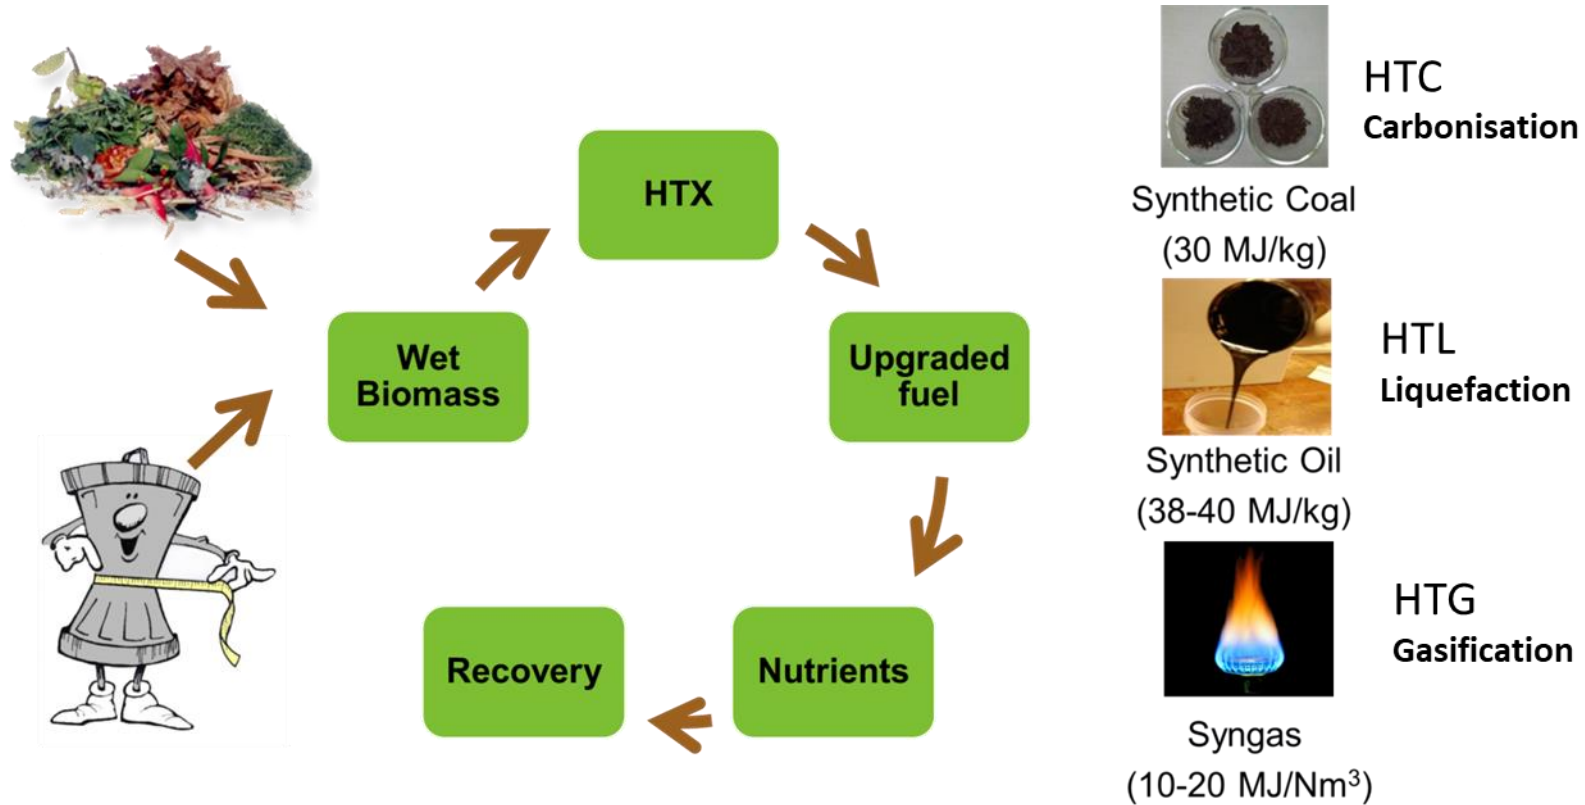 HTX
Wet
Biomass
Upgraded
fuel
Nutrients
Recovery
HTC
Carbonisation
Synthetic Coal
(30 MJ/kg)
HTL
Liquefaction
Synthetic Oil
(38-40 MJ/kg)
HTG
Gasification
Syngas
(10-20 MJ/Nm³)